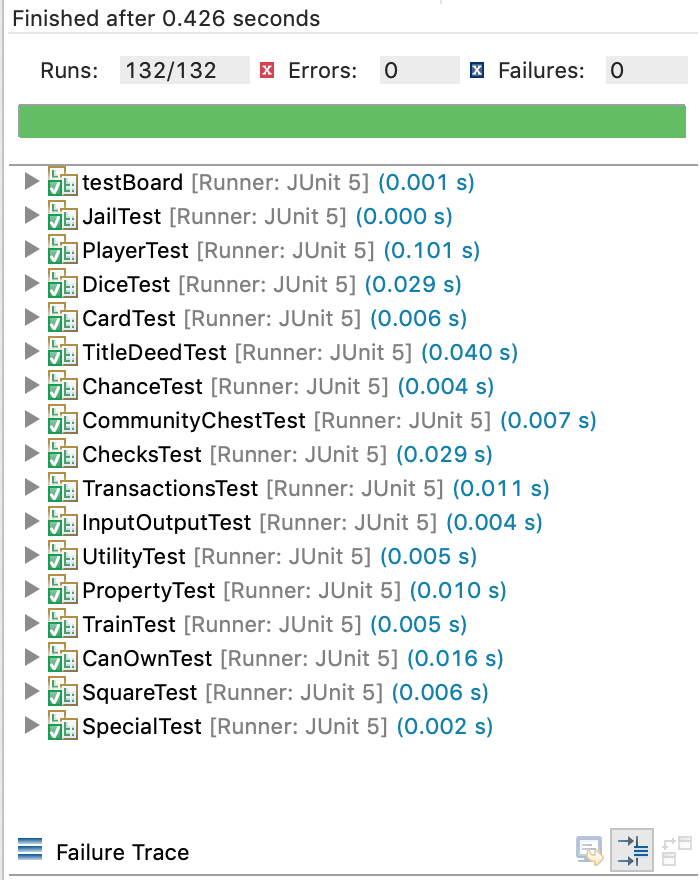 Finished after 0.426 seconds
Runs: 132/132 Errors: 0 Failures: 0
testBoard [Runner: JUnit 5] (0.001 s)
JailTest [Runner: JUnit 5] (0.000 s)
PlayerTest [Runner: JUnit 5] (0.101 s)
DiceTest [Runner: JUnit 5] (0.029 s)
CardTest [Runner: JUnit 5] (0.006 s)
TitleDeedTest [Runner: JUnit 5] (0.040 s)
ChanceTest [Runner: JUnit 5] (0.004 s)
CommunityChestTest [Runner: JUnit 5] (0.007 s)
ChecksTest [Runner: JUnit 5] (0.029 s)
TransactionsTest [Runner: JUnit 5] (0.011 s)
InputOutputTest [Runner: JUnit 5] (0.004 s)
UtilityTest [Runner: JUnit 5] (0.005 s)
PropertyTest [Runner: JUnit 5] (0.010 s)
TrainTest [Runner: JUnit 5] (0.005 s)
CanOwnTest [Runner: JUnit 5] (0.016 s)
SquareTest [Runner: JUnit 5] (0.006 s)
SpecialTest [Runner: JUnit 5] (0.002 s)
Failure Trace